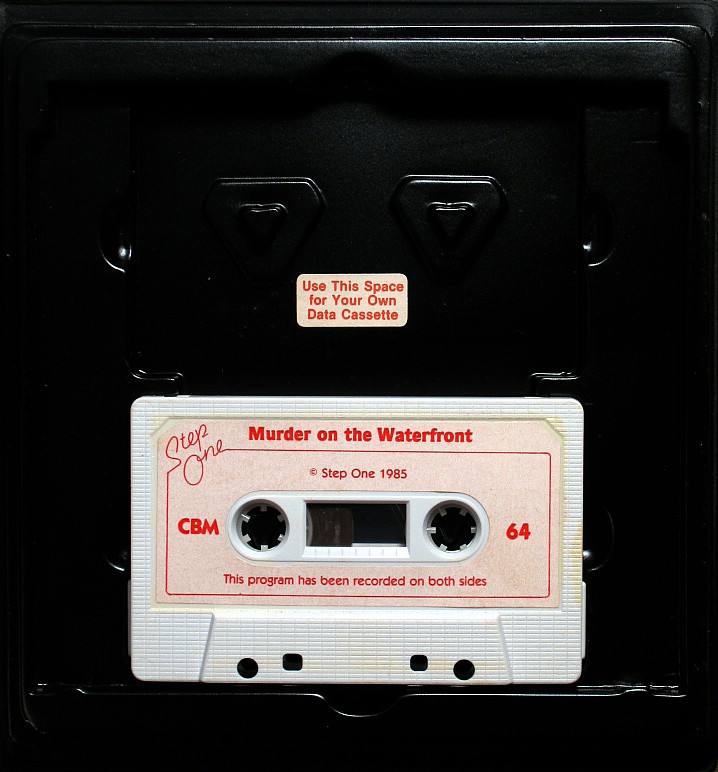 Use This Space
for Your Own
Data Cassette
Murder on the Waterfront
Step
One
© Step One 1985
CBM
64
This program has been recorded on both sides